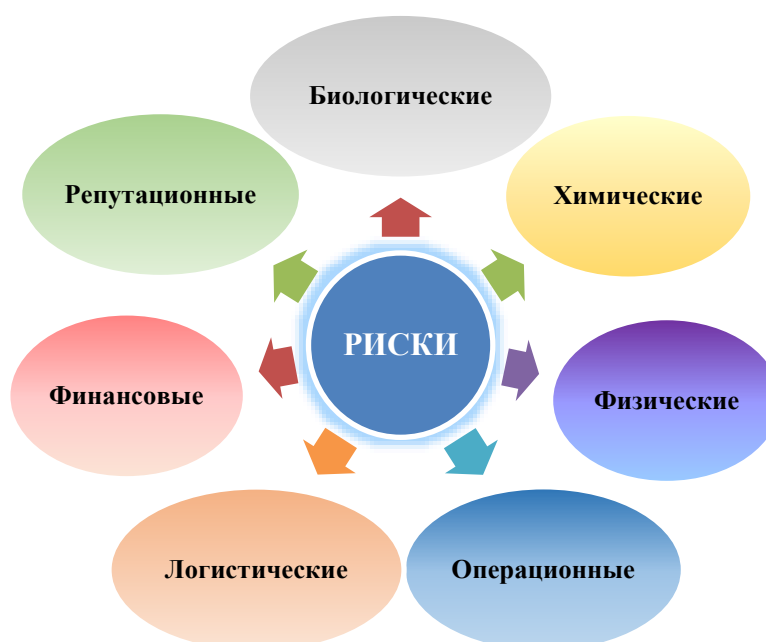 Биологические
Репутационные
Химические
РИСКИ
Финансовые
Физические
Логистические
Операционные